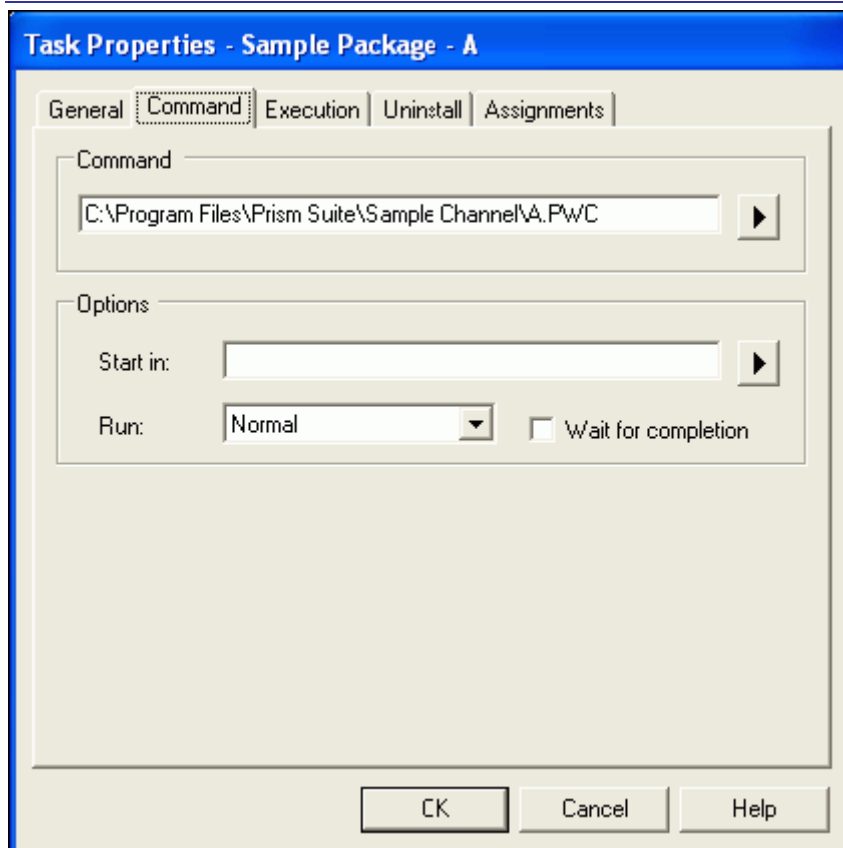 Task Properties - Sample Package - A
General Command Execution Uninstall Assignments
Command
C:\Program Files\Prism Suite\Sample Channel\A.PWC
Options
Start in:
Run: Normal Wait for completion
OK Cancel Help